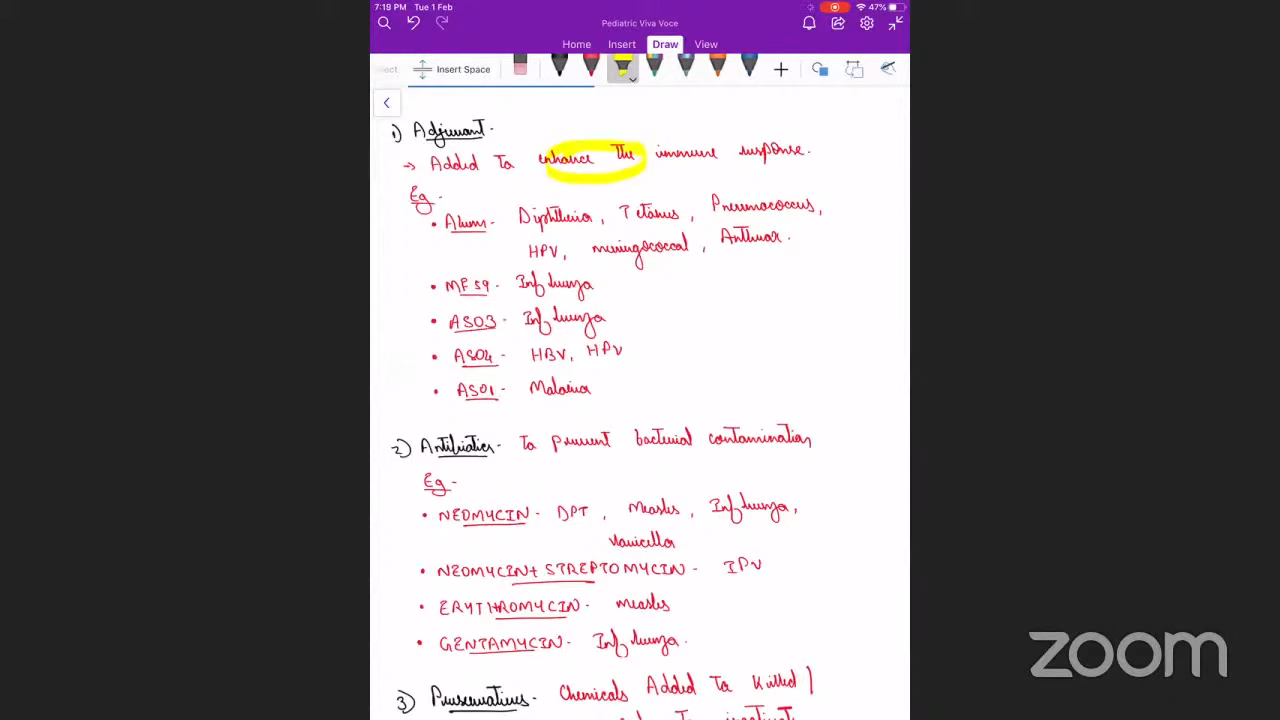 7:19 PM Tue 1 Feb
47%
Pediatric Viva Voce
Home Insert Draw View
Insert Space
1) Adjuvant -
→ Added to enhance the immune response.
Eg -
• Alum - Diphtheria, Tetanus, Pneumococcus,
HPV, meningococcal, Anthrax.
• MF59 - Influenza
• AS03 - Influenza
• AS04 - HBV, HPV
• AS01 - Malaria
2) Antibiotics - to prevent bacterial contamination
Eg -
• NEOMYCIN - DPT, Measles, Influenza,
Varicella
• NEOMYCIN + STREPTOMYCIN - IPV
• ERYTHROMYCIN - Measles
• GENTAMYCIN - Influenza.
3) Preservatives - Chemicals Added to Killed /
zoom